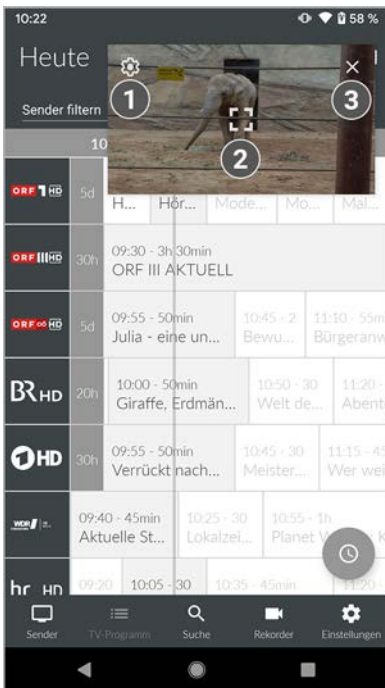 10:22 58 %
Heute
1
3
Sender filtern
2
10
ORF 1 HD 5d H... Hör... Mode... Mo... Mal...
09:30 - 3h 30min
ORF III HD 30h ORF III AKTUELL
09:55 - 50min 10:45 - 2 11:10 - 55m
ORF HD 5d Julia - eine un... Bewu... Bürgeranw
10:00 - 50min 10:50 - 30 11:20 -
BR HD 20h Giraffe, Erdmän... Welt de... Abent
09:55 - 50min 10:45 - 30 11:15 - 45
HD 30h Verrückt nach... Meister... Wer wei
09:40 - 45min 10:25 - 30 10:55 - 1h
WDR Aktuelle St... Lokalzei... Planet W
hr HD 09:20 10:05 - 30 10:35 - 45min 11:20 -
Sender TV-Programm Suche Rekorder Einstellungen